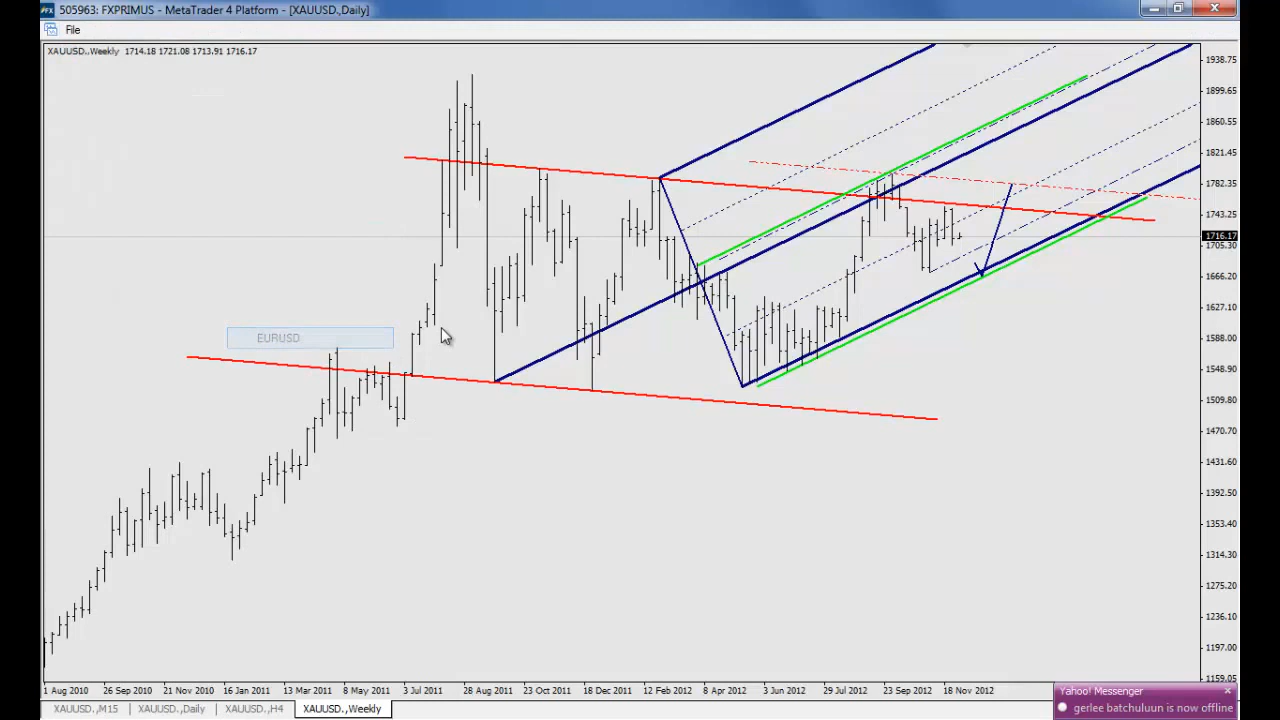 505963: FXPRIMUS - MetaTrader 4 Platform - [XAUUSD.,Daily]
File
XAUUSD.,Weekly 1714.18 1721.08 1713.91 1716.17
1938.75
1899.65
1860.55
1821.45
1782.35
1743.25
1716.17
1705.30
1666.20
1627.10
1588.00
1548.90
1509.80
1470.70
1431.60
1392.50
1353.40
1314.30
1275.20
1236.10
1197.00
1159.05
EURUSD
1 Aug 2010 26 Sep 2010 21 Nov 2010 16 Jan 2011 13 Mar 2011 8 May 2011 3 Jul 2011 28 Aug 2011 23 Oct 2011 18 Dec 2011 12 Feb 2012 8 Apr 2012 3 Jun 2012 29 Jul 2012 23 Sep 2012 18 Nov 2012
XAUUSD.,M15 XAUUSD.,Daily XAUUSD.,H4 XAUUSD.,Weekly
Yahoo! Messenger
gerlee batchuluun is now offline